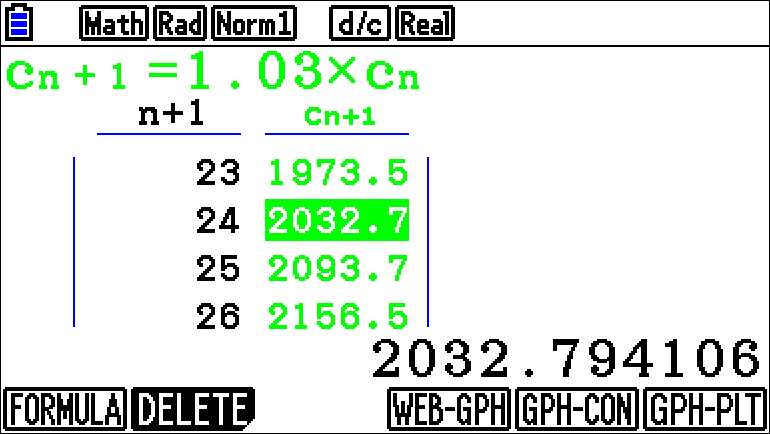 Math Rad Norm1 d/c Real
Cn+1=1.03×Cn
n+1 Cn+1
23 1973.5
24 2032.7
25 2093.7
26 2156.5
2032.794106
FORMULA DELETE WEB-GPH GPH-CON GPH-PLT